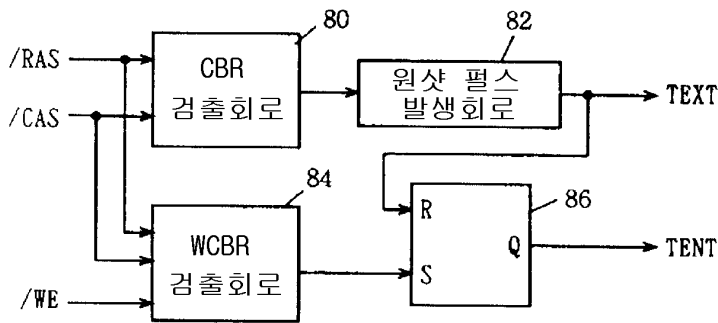 80
82
/RAS
CBR
검출회로
원샷 펄스
발생회로
TEXT
/CAS
84
86
R
WCBR
검출회로
Q
TENT
S
/WE